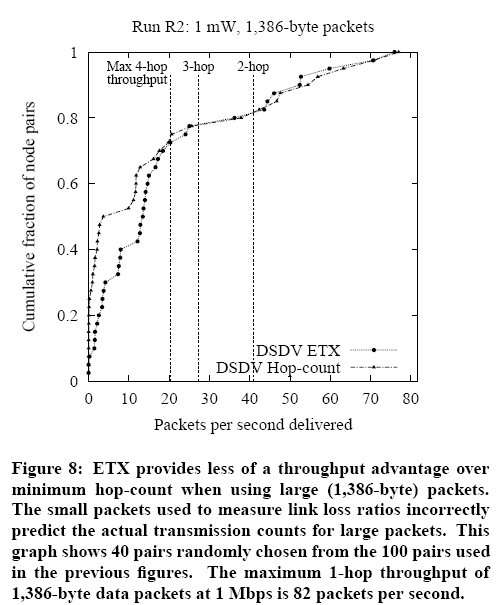 Run R2: 1 mW, 1,386-byte packets
1
0.8
0.6
0.4
0.2
0
Max 4-hop
throughput
3-hop
2-hop
Cumulative fraction of node pairs
DSDV ETX
DSDV Hop-count
0 10 20 30 40 50 60 70 80
Packets per second delivered
Figure 8: ETX provides less of a throughput advantage over
minimum hop-count when using large (1,386-byte) packets.
The small packets used to measure link loss ratios incorrectly
predict the actual transmission counts for large packets. This
graph shows 40 pairs randomly chosen from the 100 pairs used
in the previous figures. The maximum 1-hop throughput of
1,386-byte data packets at 1 Mbps is 82 packets per second.